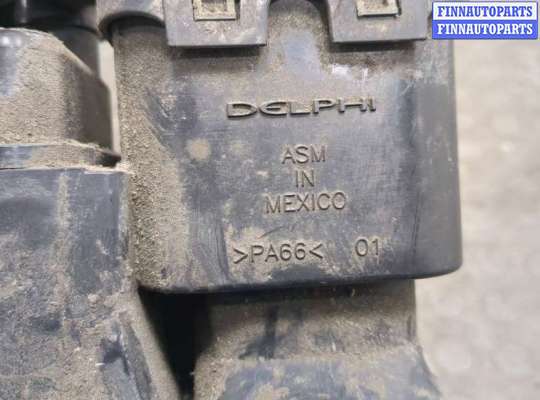 FINNAUTOPARTS
FINNAUTOPARTS
DELPHI
ASM
IN
MEXICO
>PA66< 01